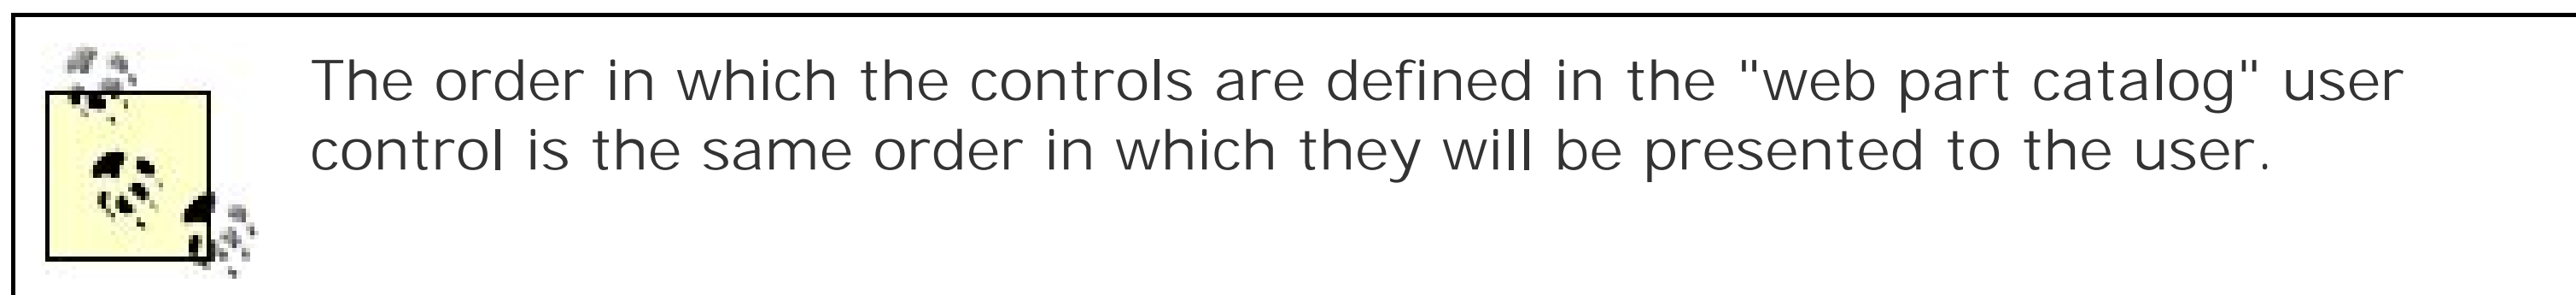 The order in which the controls are defined in the "web part catalog" user
control is the same order in which they will be presented to the user.